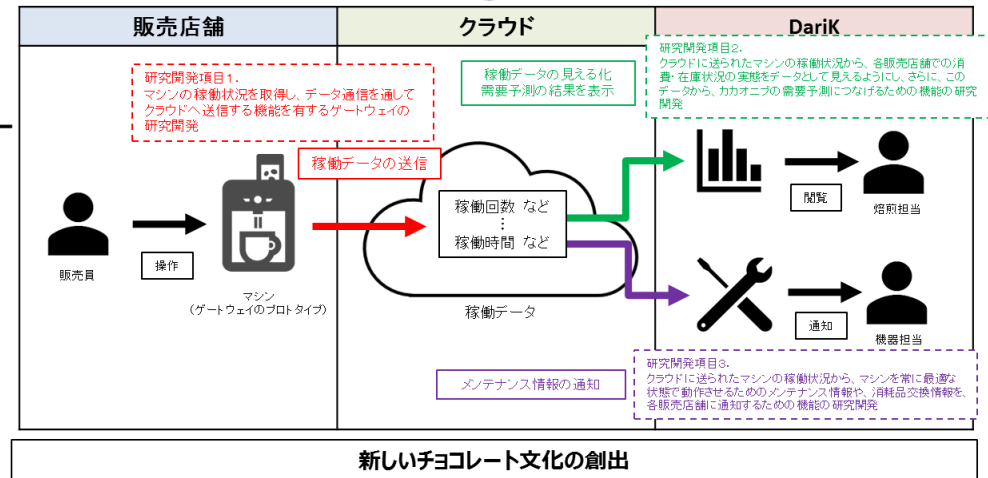 販売店舗
クラウド
DariK
研究開発項目1.
マシンの稼働状況を取得し、データ通信を通して
クラウドへ送信する機能を有するゲートウェイの
研究開発
稼働データの見える化
需要予測の結果を表示
研究開発項目2.
クラウドに送られたマシンの稼働状況から、各販売店舗での消
費・在庫状況の実態をデータとして見えるようにし、さらに、この
データから、カカオニブの需要予測につなげるための機能の研究
開発
稼働データの送信
稼働回数 など
⋮
稼働時間 など
操作
販売員
マシン
(ゲートウェイのプロトタイプ)
稼働データ
閲覧
焙煎担当
通知
機器担当
メンテナンス情報の通知
研究開発項目3.
クラウドに送られたマシンの稼働状況から、マシンを常に最適な
状態で動作させるためのメンテナンス情報や、消耗品交換情報を、
各販売店舗に通知するための機能の研究開発
新しいチョコレート文化の創出